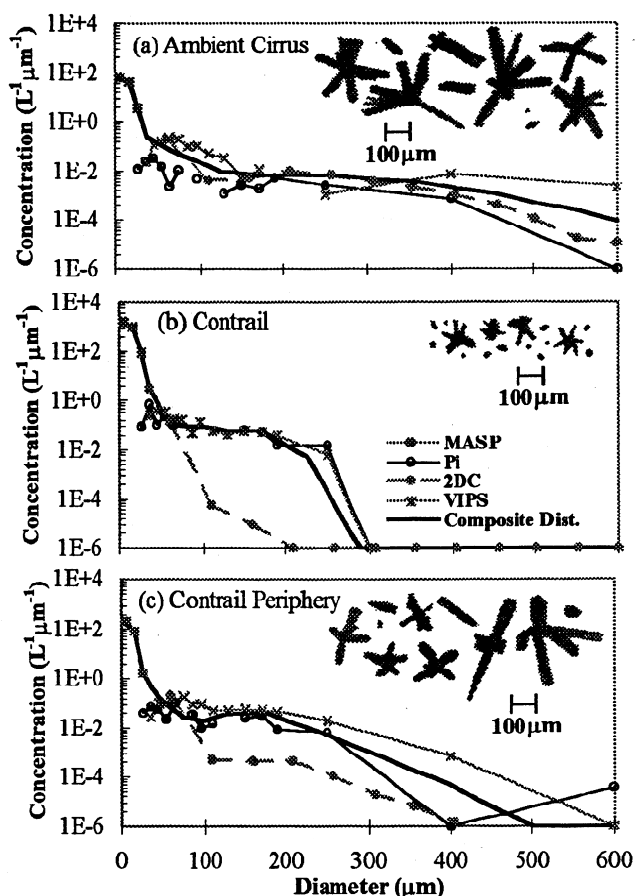 1E+4
(a) Ambient Cirrus
1E+2
1E+0
1E-2
1E-4
1E-6
Concentration (L⁻¹μm⁻¹)
100μm
1E+4
(b) Contrail
1E+2
1E+0
1E-2
1E-4
1E-6
Concentration (L⁻¹μm⁻¹)
100μm
MASP
Pi
2DC
VIPS
Composite Dist.
1E+4
(c) Contrail Periphery
1E+2
1E+0
1E-2
1E-4
1E-6
Concentration (L⁻¹μm⁻¹)
100μm
0 100 200 300 400 500 600
Diameter (μm)